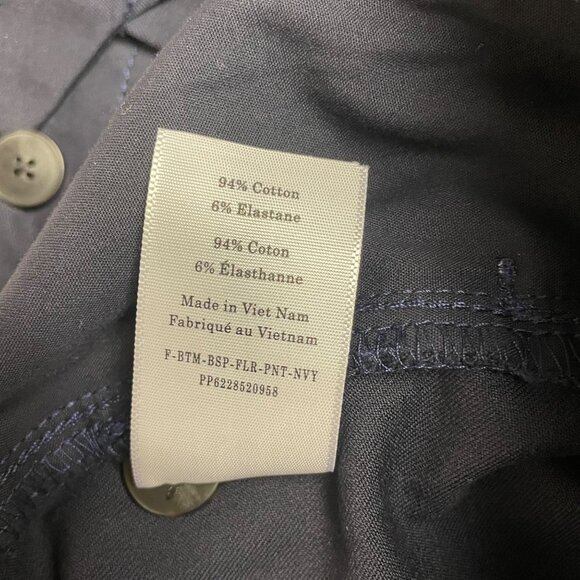 94% Cotton
6% Elastane
94% Coton
6% Élasthanne
Made in Viet Nam
Fabriqué au Vietnam
F-BTM-BSP-FLR-PNT-NVY
PP6228520958